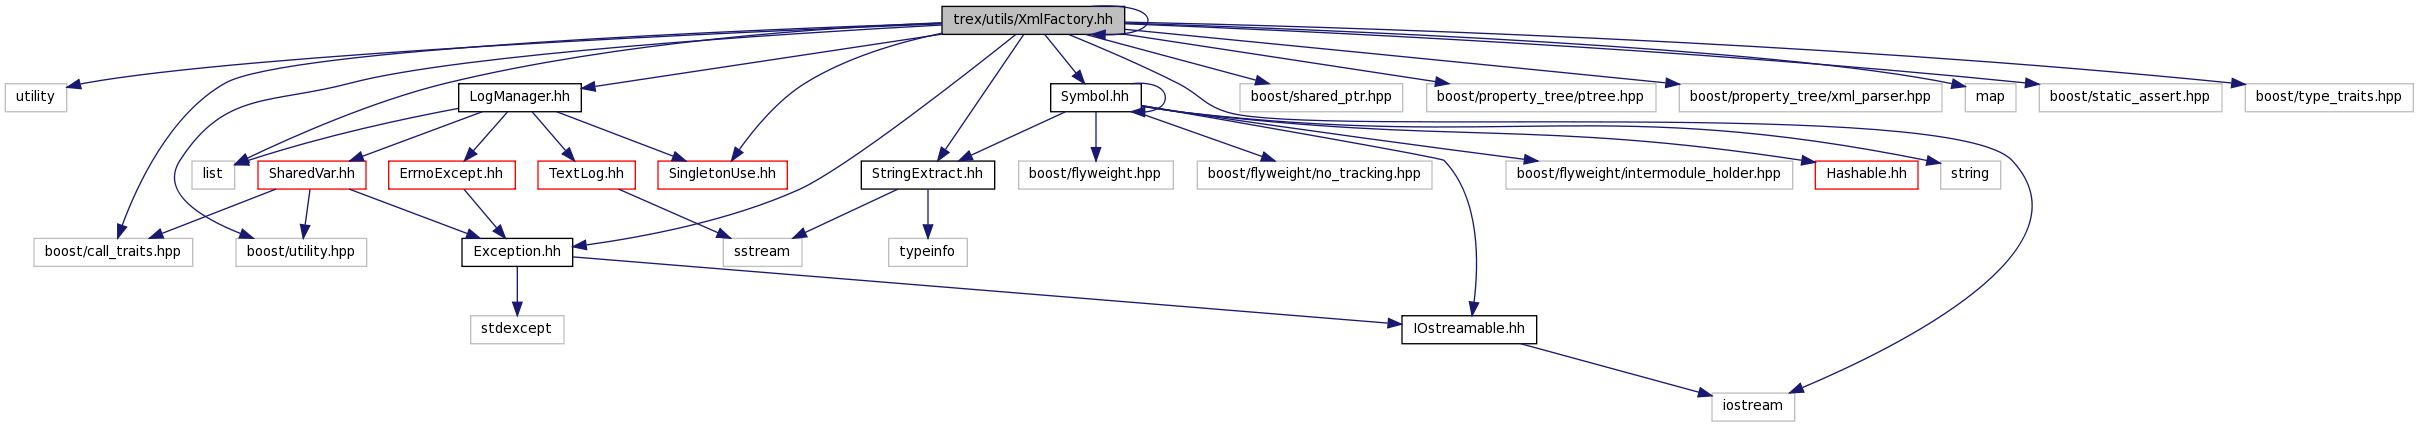 trex/utils/XmlFactory.hh
utility
LogManager.hh
Symbol.hh
boost/shared_ptr.hpp
boost/property_tree/ptree.hpp
boost/property_tree/xml_parser.hpp
map
boost/static_assert.hpp
boost/type_traits.hpp
list
SharedVar.hh
ErrnoExcept.hh
TextLog.hh
SingletonUse.hh
StringExtract.hh
boost/flyweight.hpp
boost/flyweight/no_tracking.hpp
boost/flyweight/intermodule_holder.hpp
Hashable.hh
string
boost/call_traits.hpp
boost/utility.hpp
Exception.hh
sstream
typeinfo
stdexcept
IOstreamable.hh
iostream